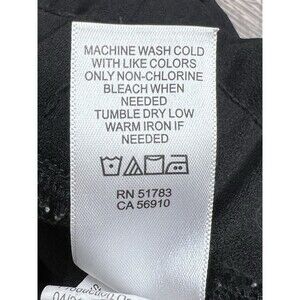 MACHINE WASH COLD
WITH LIKE COLORS
ONLY NON-CHLORINE
BLEACH WHEN
NEEDED
TUMBLE DRY LOW
WARM IRON IF
NEEDED
RN 51783
CA 56910